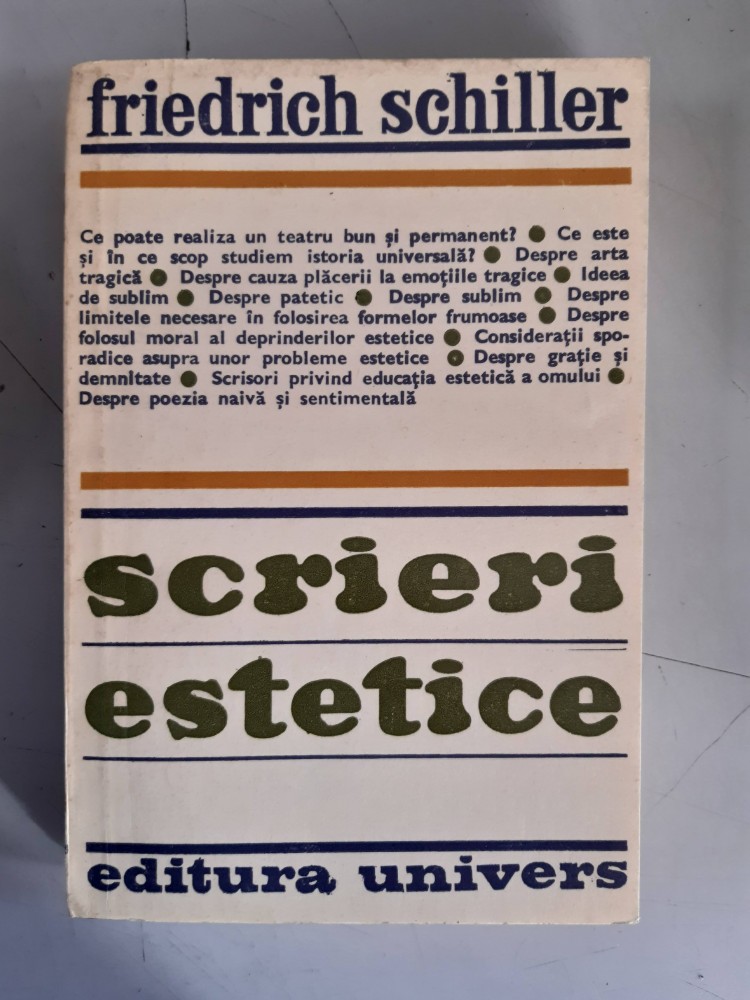 friedrich schiller
Ce poate realiza un teatru bun și permanent? ● Ce este
și în ce scop studiem istoria universală? ● Despre arta
tragică ● Despre cauza plăcerii la emoțiile tragice ● Ideea
de sublim ● Despre patetic ● Despre sublim ● Despre
limitele necesare în folosirea formelor frumoase ● Despre
folosul moral al deprinderilor estetice ● Considerații spo-
radice asupra unor probleme estetice ● Despre grație și
demnitate ● Scrisori privind educația estetică a omului ●
Despre poezia naivă și sentimentală
scrieri
estetice
editura univers